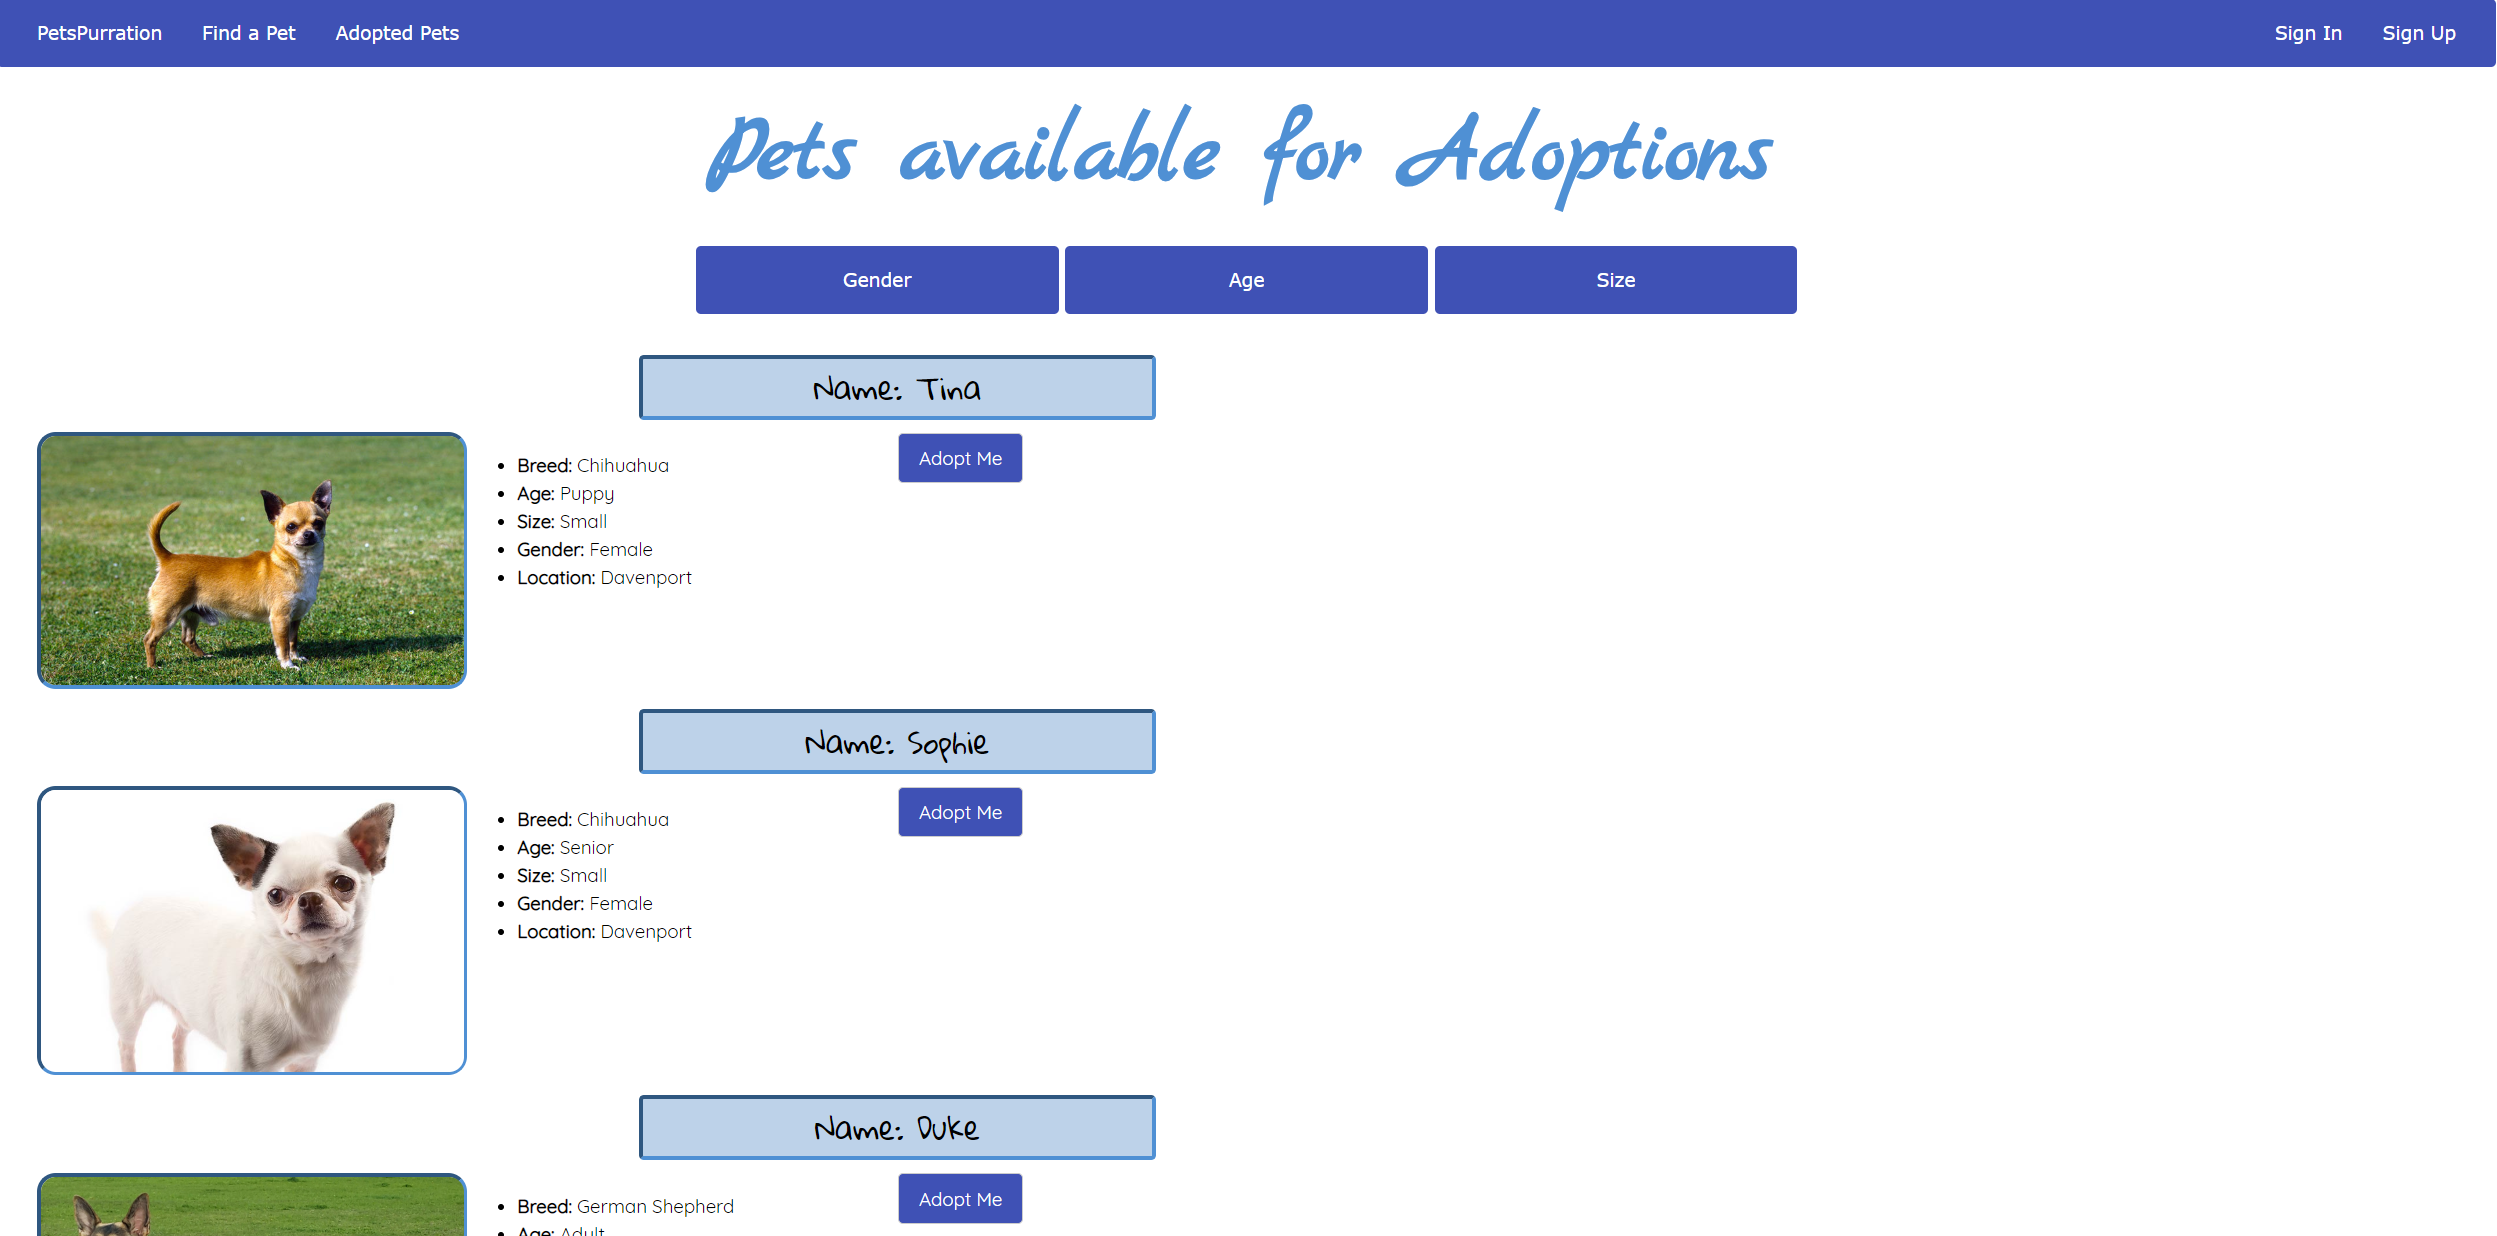 PetsPurration Find a Pet Adopted Pets Sign In Sign Up
Pets available for Adoptions
Gender Age Size
Name: Tina
Adopt Me
Breed: Chihuahua
Age: Puppy
Size: Small
Gender: Female
Location: Davenport
Name: Sophie
Adopt Me
Breed: Chihuahua
Age: Senior
Size: Small
Gender: Female
Location: Davenport
Name: Duke
Adopt Me
Breed: German Shepherd
Age: Adult